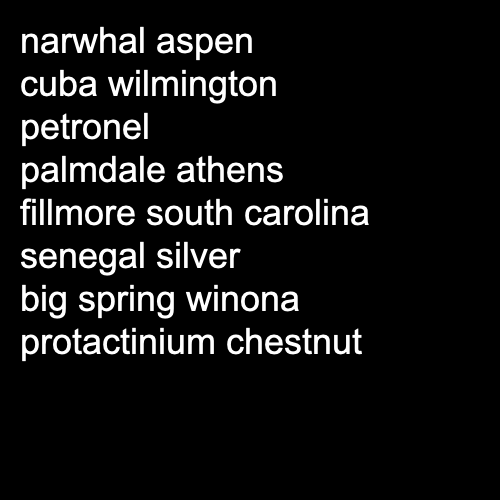 narwhal aspen
cuba wilmington
petronel
palmdale athens
fillmore south carolina
senegal silver
big spring winona
protactinium chestnut